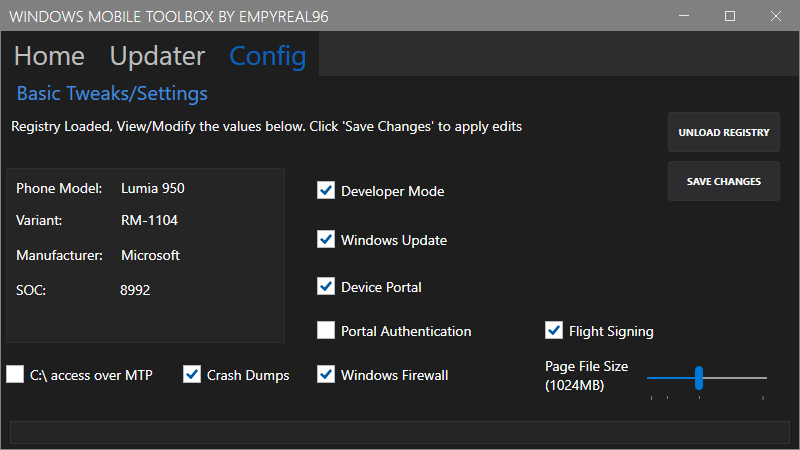 WINDOWS MOBILE TOOLBOX BY EMPYREAL96
Home Updater Config
Basic Tweaks/Settings
Registry Loaded, View/Modify the values below. Click 'Save Changes' to apply edits
UNLOAD REGISTRY
SAVE CHANGES
Phone Model: Lumia 950
Variant: RM-1104
Manufacturer: Microsoft
SOC: 8992
Developer Mode
Windows Update
Device Portal
Portal Authentication
Flight Signing
C:\ access over MTP
Crash Dumps
Windows Firewall
Page File Size
(1024MB)